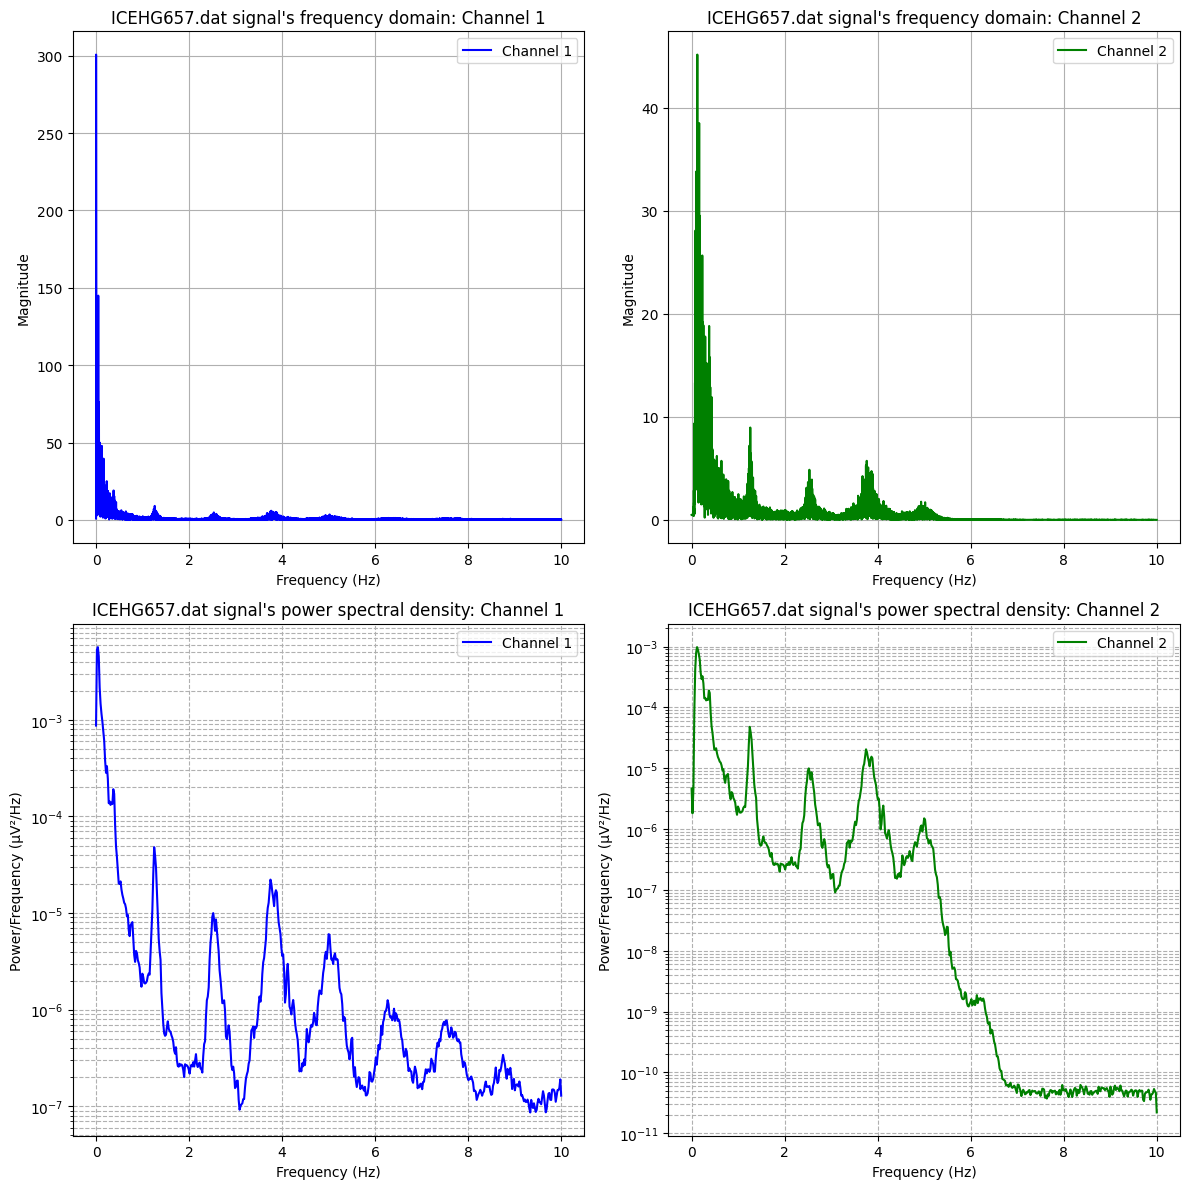 ICEHG657.dat signal's frequency domain: Channel 1
Channel 1
300
250
200
150
100
50
0
Magnitude
0 2 4 6 8 10
Frequency (Hz)
ICEHG657.dat signal's frequency domain: Channel 2
Channel 2
40
30
20
10
0
Magnitude
0 2 4 6 8 10
Frequency (Hz)
ICEHG657.dat signal's power spectral density: Channel 1
Channel 1
10⁻³
10⁻⁴
10⁻⁵
10⁻⁶
10⁻⁷
Power/Frequency (μV²/Hz)
0 2 4 6 8 10
Frequency (Hz)
ICEHG657.dat signal's power spectral density: Channel 2
Channel 2
10⁻³
10⁻⁴
10⁻⁵
10⁻⁶
10⁻⁷
10⁻⁸
10⁻⁹
10⁻¹⁰
10⁻¹¹
Power/Frequency (μV²/Hz)
0 2 4 6 8 10
Frequency (Hz)